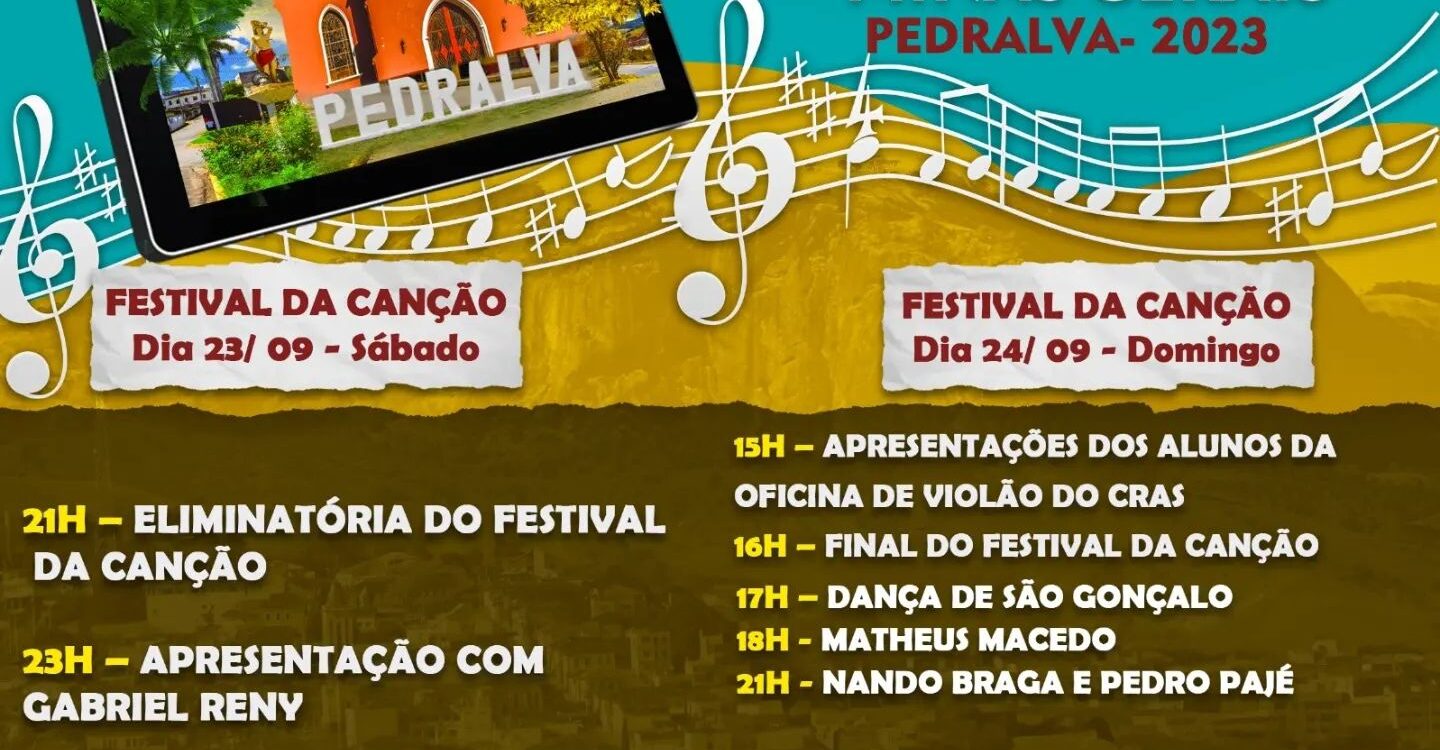 MINAS GERAIS
PEDRALVA- 2023
PEDRALVA
FESTIVAL DA CANÇÃO
Dia 23/ 09 - Sábado
21H – ELIMINATÓRIA DO FESTIVAL
DA CANÇÃO
23H – APRESENTAÇÃO COM
GABRIEL RENY
FESTIVAL DA CANÇÃO
Dia 24/ 09 - Domingo
15H – APRESENTAÇÕES DOS ALUNOS DA
OFICINA DE VIOLÃO DO CRAS
16H – FINAL DO FESTIVAL DA CANÇÃO
17H – DANÇA DE SÃO GONÇALO
18H - MATHEUS MACEDO
21H - NANDO BRAGA E PEDRO PAJÉ